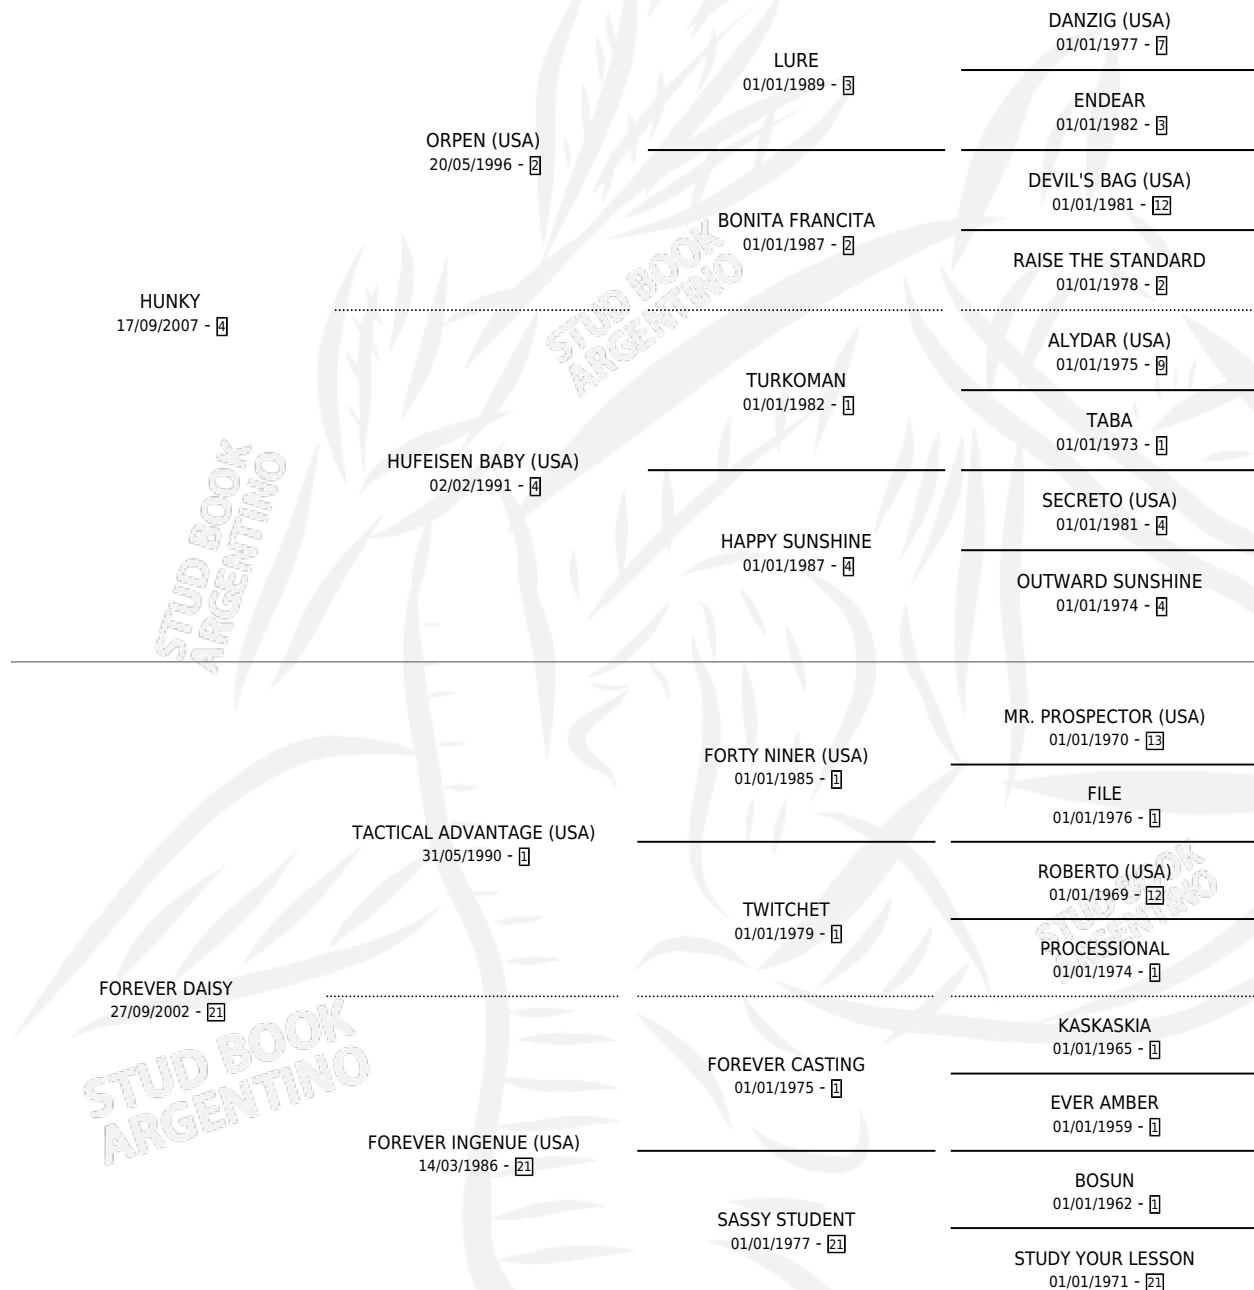 DANZIG (USA)
01/01/1977 - 7
LURE
01/01/1989 - 3
ENDEAR
01/01/1982 - 3
ORPEN (USA)
20/05/1996 - 2
DEVIL'S BAG (USA)
01/01/1981 - 12
BONITA FRANCITA
01/01/1987 - 2
RAISE THE STANDARD
01/01/1978 - 2
HUNKY
17/09/2007 - 4
ALYDAR (USA)
01/01/1975 - 9
TURKOMAN
01/01/1982 - 1
TABA
01/01/1973 - 1
HUFEISEN BABY (USA)
02/02/1991 - 4
SECRETO (USA)
01/01/1981 - 4
HAPPY SUNSHINE
01/01/1987 - 4
OUTWARD SUNSHINE
01/01/1974 - 4
STUD BOOK
ARGENTINO
STUD BOOK
ARGENTINO
MR. PROSPECTOR (USA)
01/01/1970 - 13
FORTY NINER (USA)
01/01/1985 - 1
FILE
01/01/1976 - 1
TACTICAL ADVANTAGE (USA)
31/05/1990 - 1
ROBERTO (USA)
01/01/1969 - 12
TWITCHET
01/01/1979 - 1
PROCESSIONAL
01/01/1974 - 1
FOREVER DAISY
27/09/2002 - 21
KASKASKIA
01/01/1965 - 1
FOREVER CASTING
01/01/1975 - 1
EVER AMBER
01/01/1959 - 1
FOREVER INGENUE (USA)
14/03/1986 - 21
BOSUN
01/01/1962 - 1
SASSY STUDENT
01/01/1977 - 21
STUDY YOUR LESSON
01/01/1971 - 21
STUD BOOK
ARGENTINO
STUD BOOK
ARGENTINO